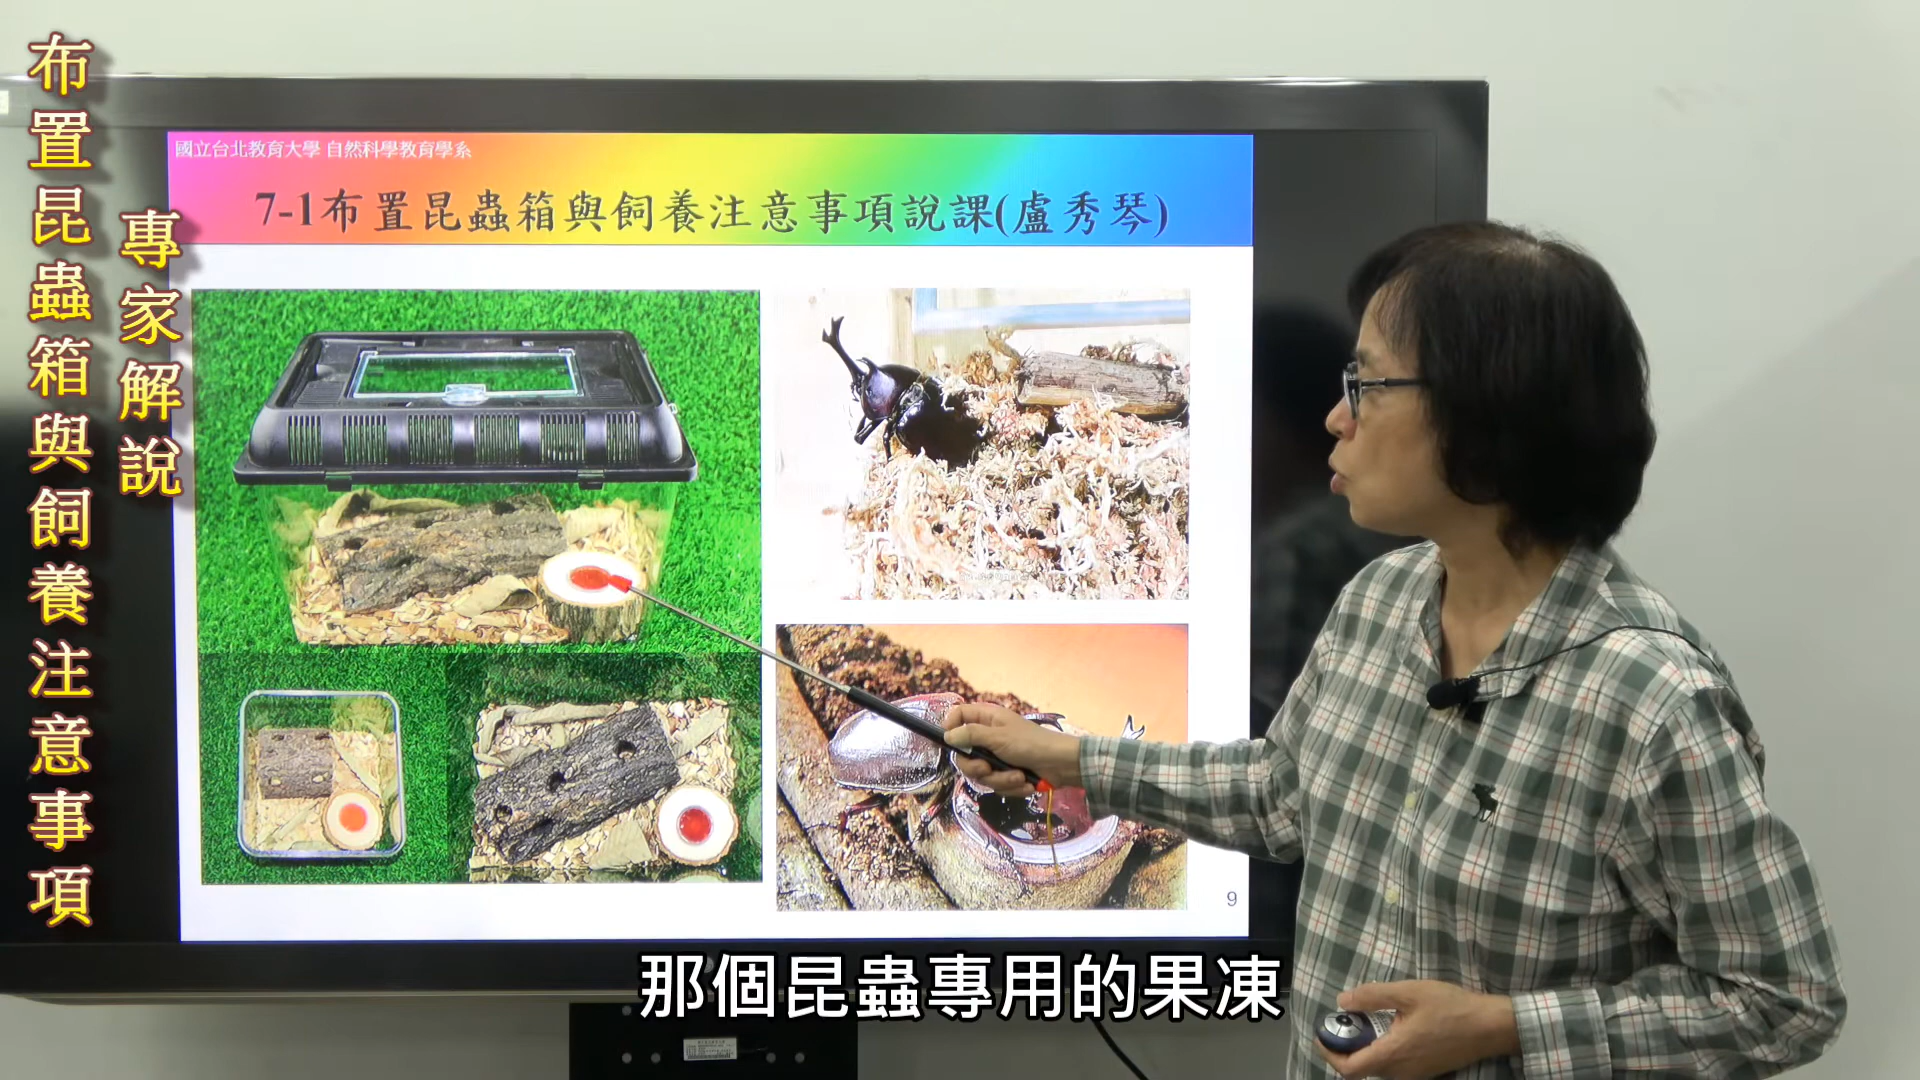 布置昆蟲箱與飼養注意事項
專家解說
國立台北教育大學 自然科學教育學系
7-1布置昆蟲箱與飼養注意事項說課(盧秀琴)
9
那個昆蟲專用的果凍